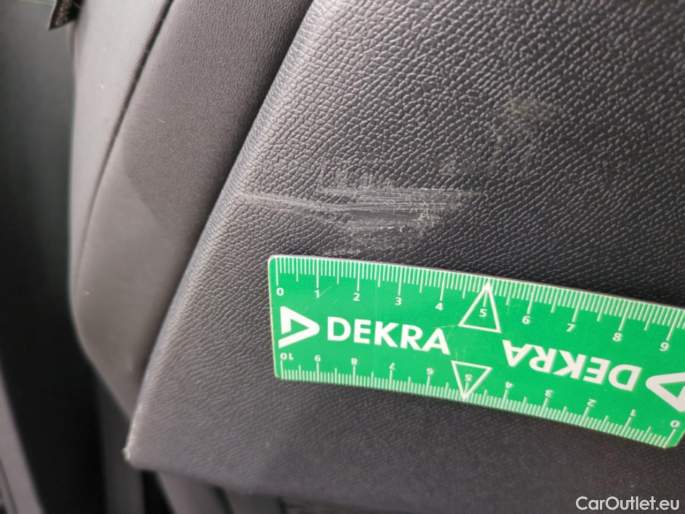 0 1 2 3 4 5 6 7 8 9
DEKRA
DEKRA
10 9 8 7 6 5 4 3 2 1 0
CarOutlet.eu